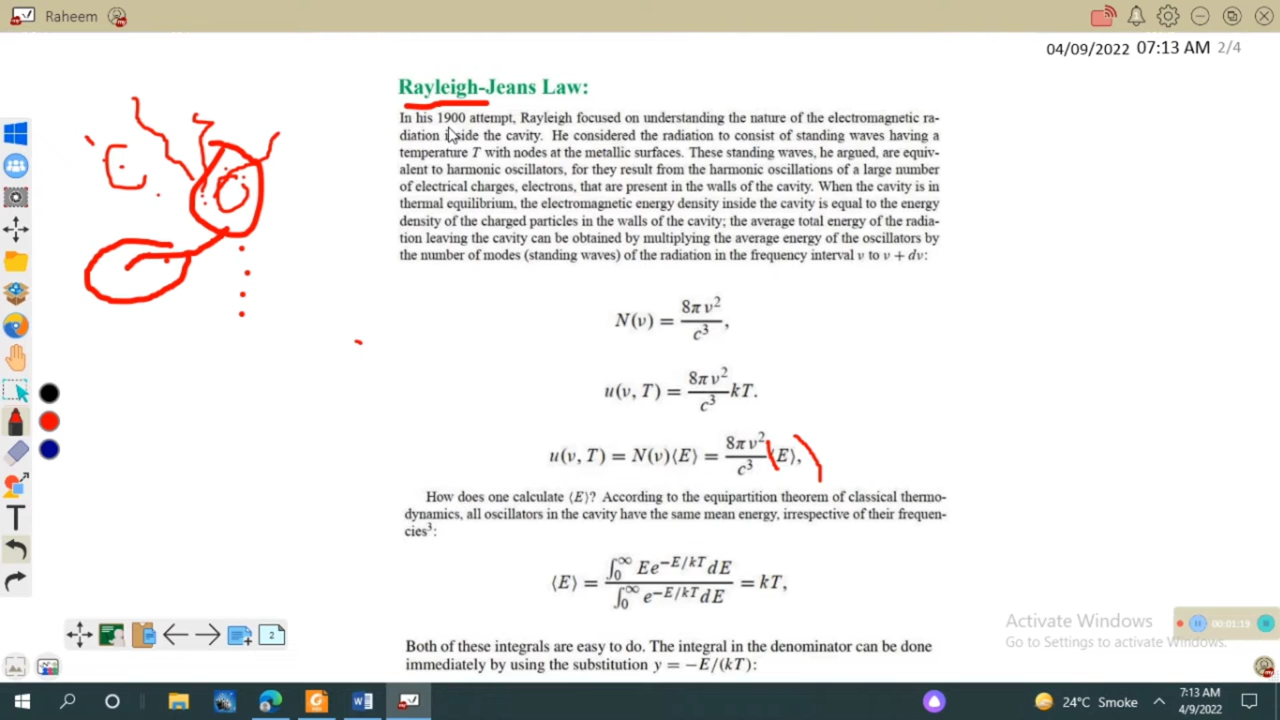 Raheem
04/09/2022 07:13 AM 2/4
Rayleigh-Jeans Law:
In his 1900 attempt, Rayleigh focused on understanding the nature of the electromagnetic ra-
diation inside the cavity. He considered the radiation to consist of standing waves having a
temperature T with nodes at the metallic surfaces. These standing waves, he argued, are equiv-
alent to harmonic oscillators, for they result from the harmonic oscillations of a large number
of electrical charges, electrons, that are present in the walls of the cavity. When the cavity is in
thermal equilibrium, the electromagnetic energy density inside the cavity is equal to the energy
density of the charged particles in the walls of the cavity; the average total energy of the radia-
tion leaving the cavity can be obtained by multiplying the average energy of the oscillators by
the number of modes (standing waves) of the radiation in the frequency interval ν to ν + dν:
N(ν) = 8πν²/c³,
u(ν, T) = 8πν²/c³ kT.
u(ν, T) = N(ν)⟨E⟩ = 8πν²/c³ ⟨E⟩,
How does one calculate ⟨E⟩? According to the equipartition theorem of classical thermo-
dynamics, all oscillators in the cavity have the same mean energy, irrespective of their frequen-
cies³:
⟨E⟩ = ∫₀^∞ Ee^−E/kT dE / ∫₀^∞ e^−E/kT dE = kT,
Both of these integrals are easy to do. The integral in the denominator can be done
immediately by using the substitution y = −E/(kT):
Activate Windows
Go to Settings to activate Windows.
00:01:19
T
2
24°C Smoke
7:13 AM
4/9/2022